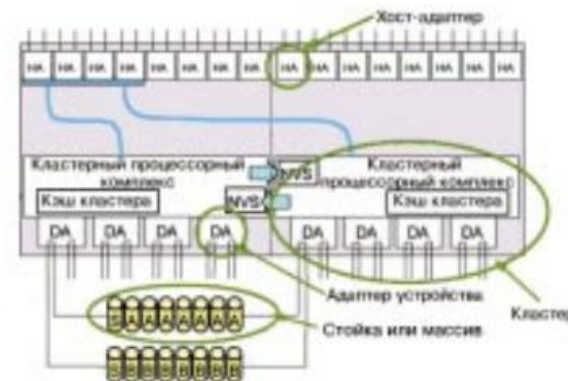 Хост-адаптер
HA HA HA HA HA HA HA HA HA HA HA HA HA HA HA HA
Кластерный процессорный
комплекс
Кэш кластера
NVS
NVS
Кластерный
процессорный комплекс
Кэш кластера
DA DA DA DA DA DA DA DA
Адаптер устройства
Кластер
S A A A A A A A
Стойка или массив
S B B B B B B B